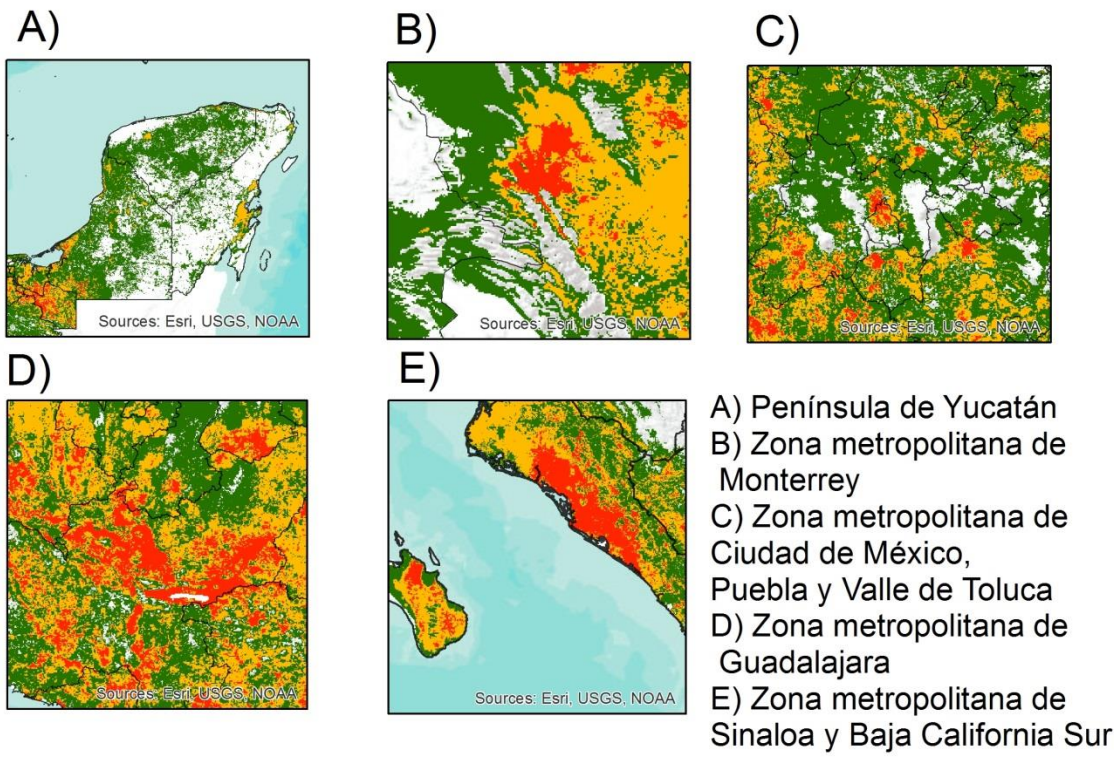 A)
B)
C)
Sources: Esri, USGS, NOAA
Sources: Esri, USGS, NOAA
Sources: Esri, USGS, NOAA
D)
E)
Sources: Esri, USGS, NOAA
Sources: Esri, USGS, NOAA
A) Península de Yucatán
B) Zona metropolitana de
Monterrey
C) Zona metropolitana de
Ciudad de México,
Puebla y Valle de Toluca
D) Zona metropolitana de
Guadalajara
E) Zona metropolitana de
Sinaloa y Baja California Sur